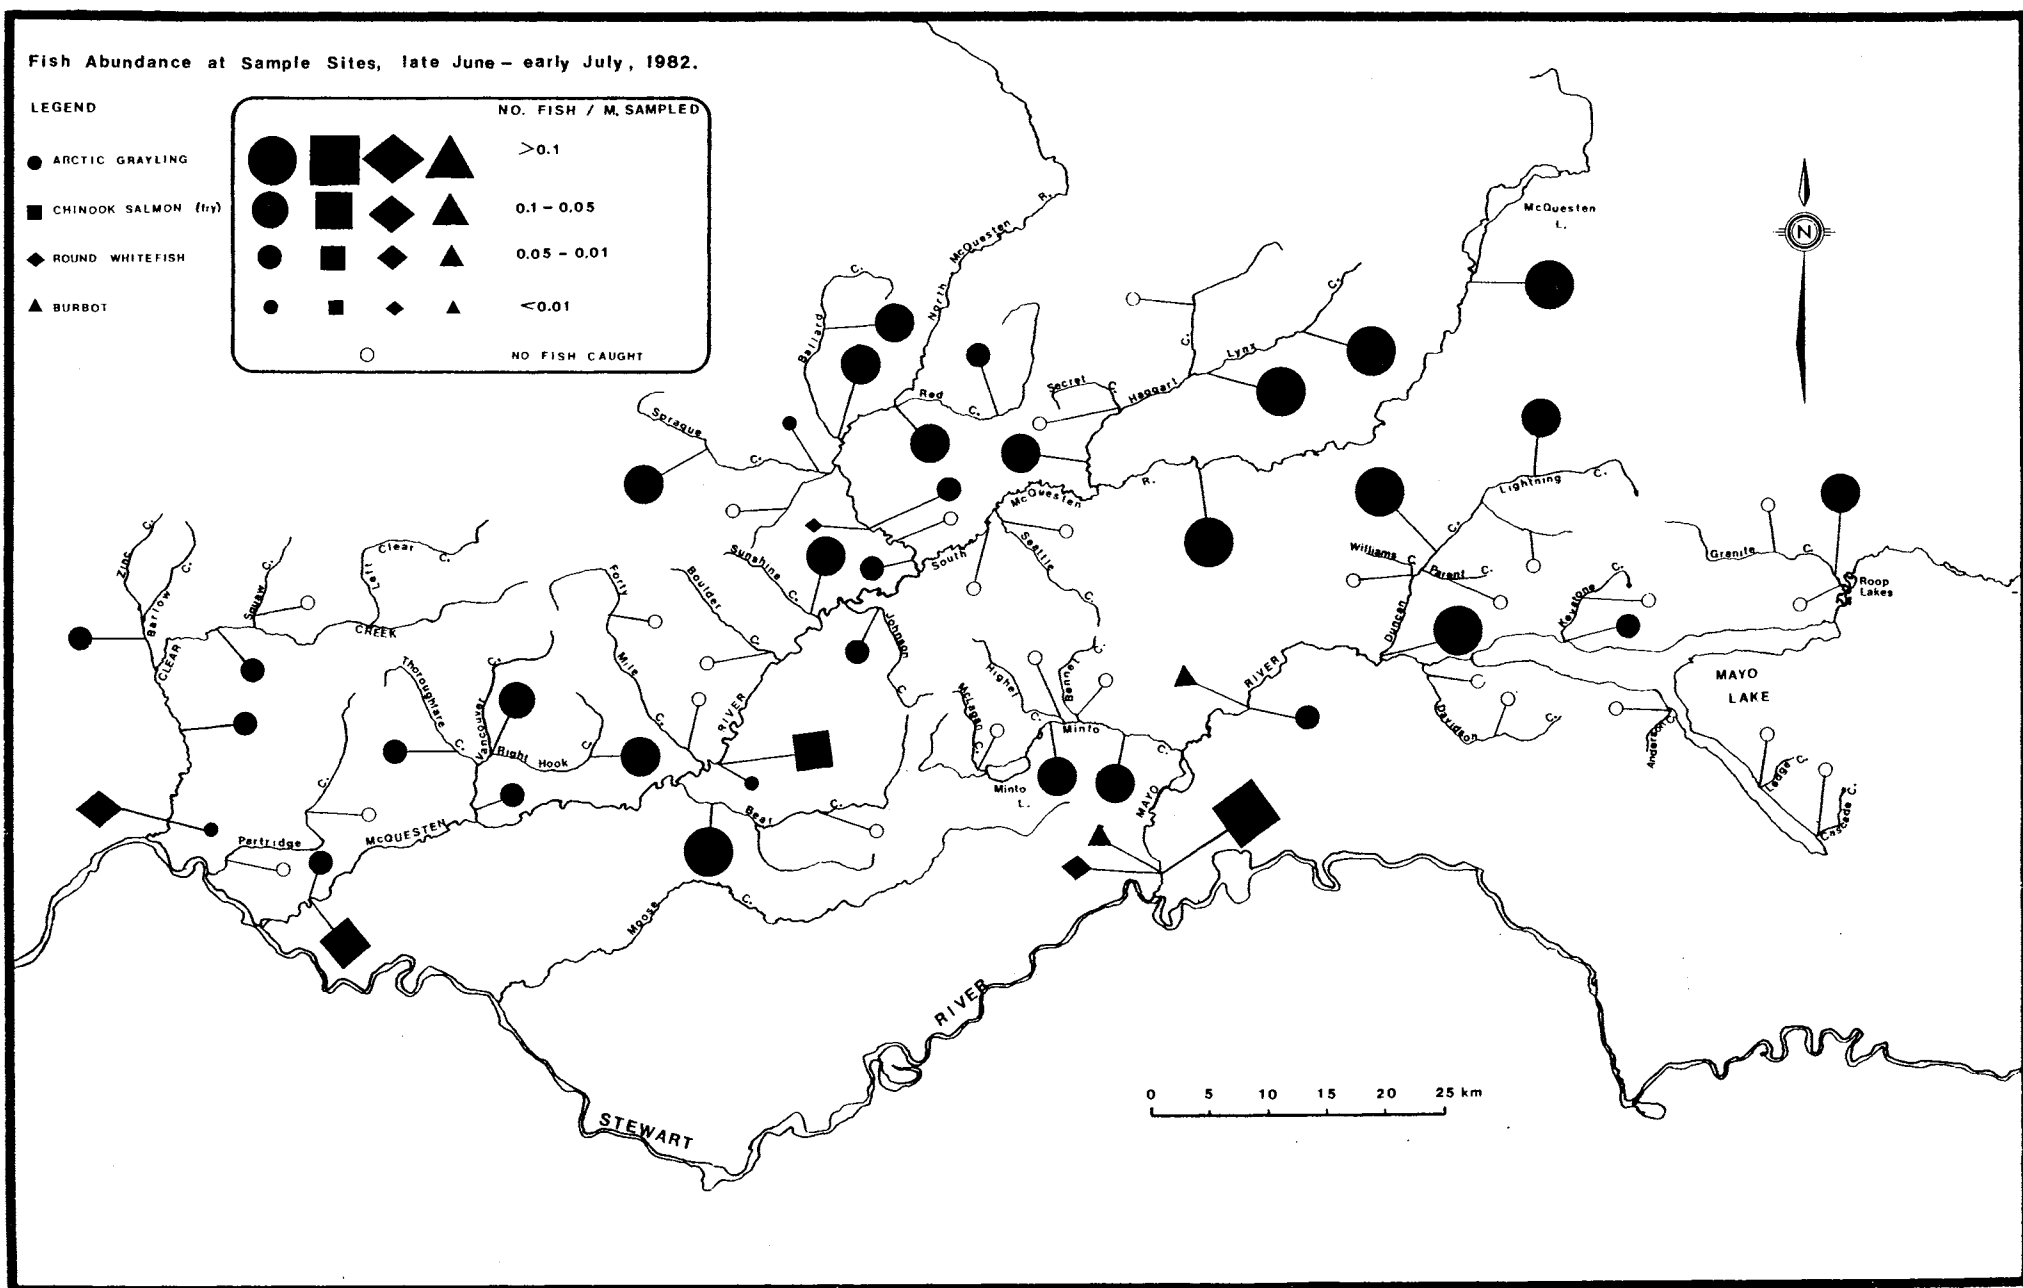 Fish Abundance at Sample Sites, late June – early July, 1982.
LEGEND
NO. FISH / M. SAMPLED
ARCTIC GRAYLING
>0.1
CHINOOK SALMON (fry)
0.1 – 0.05
ROUND WHITEFISH
0.05 – 0.01
BURBOT
<0.01
NO FISH CAUGHT
N
McQuesten
L.
North McQuesten R.
Ballard C.
Red C.
Secret C.
Haggart C.
Lynx C.
Sprague C.
South McQuesten R.
Seattle C.
Sunshine C.
Boulder C.
Forty Mile C.
Johnson C.
Zinc C.
Barlow C.
Squaw C.
Left Clear C.
CLEAR CREEK
Thoroughfare C.
Vancouver C.
Right Hook C.
McQUESTEN RIVER
Partridge C.
Bear C.
Moose C.
Highet C.
McLagan C.
Bennet C.
Minto C.
Minto
L.
MAYO RIVER
Williams C.
Parent C.
Duncan C.
Lightning C.
Keystone C.
Granite C.
Roop
Lakes
MAYO
LAKE
Davidson C.
Anderson C.
Ledge C.
Cascade C.
STEWART RIVER
0 5 10 15 20 25 km